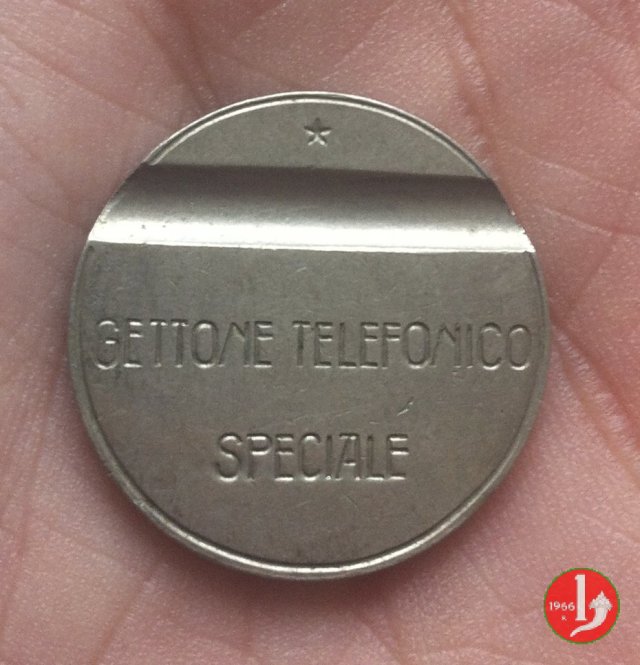 GETTONE TELEFONICO
SPECIALE
1966
R